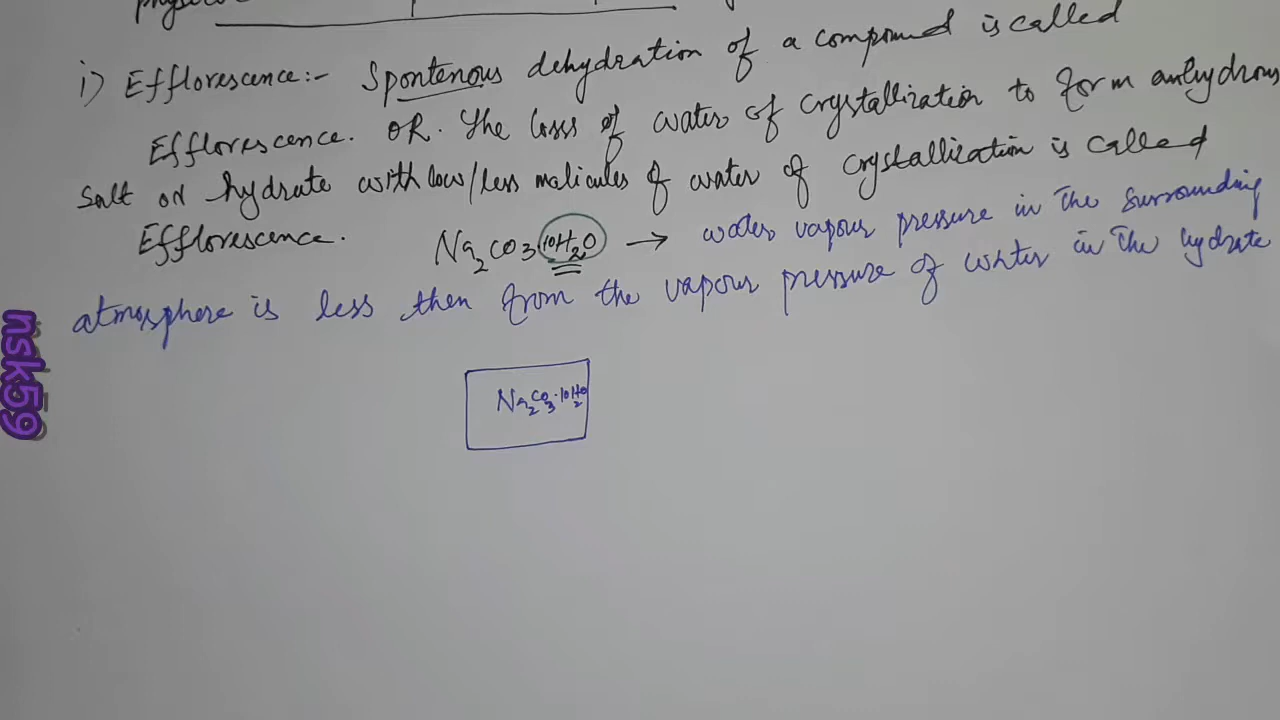 i) Efflorescence:- Spontenous dehydration of a compound is called
Efflorescence. OR. The loss of water of crystallization to form anhydrous
Salt or hydrate with low/less malicules of water of crystallization is called
Efflorescence. Na2CO3 10H2O → water vapour pressure in the surrounding
atmosphere is less then from the vapour pressure of water in the hydrate
Na2CO3·10H2O
nsk59